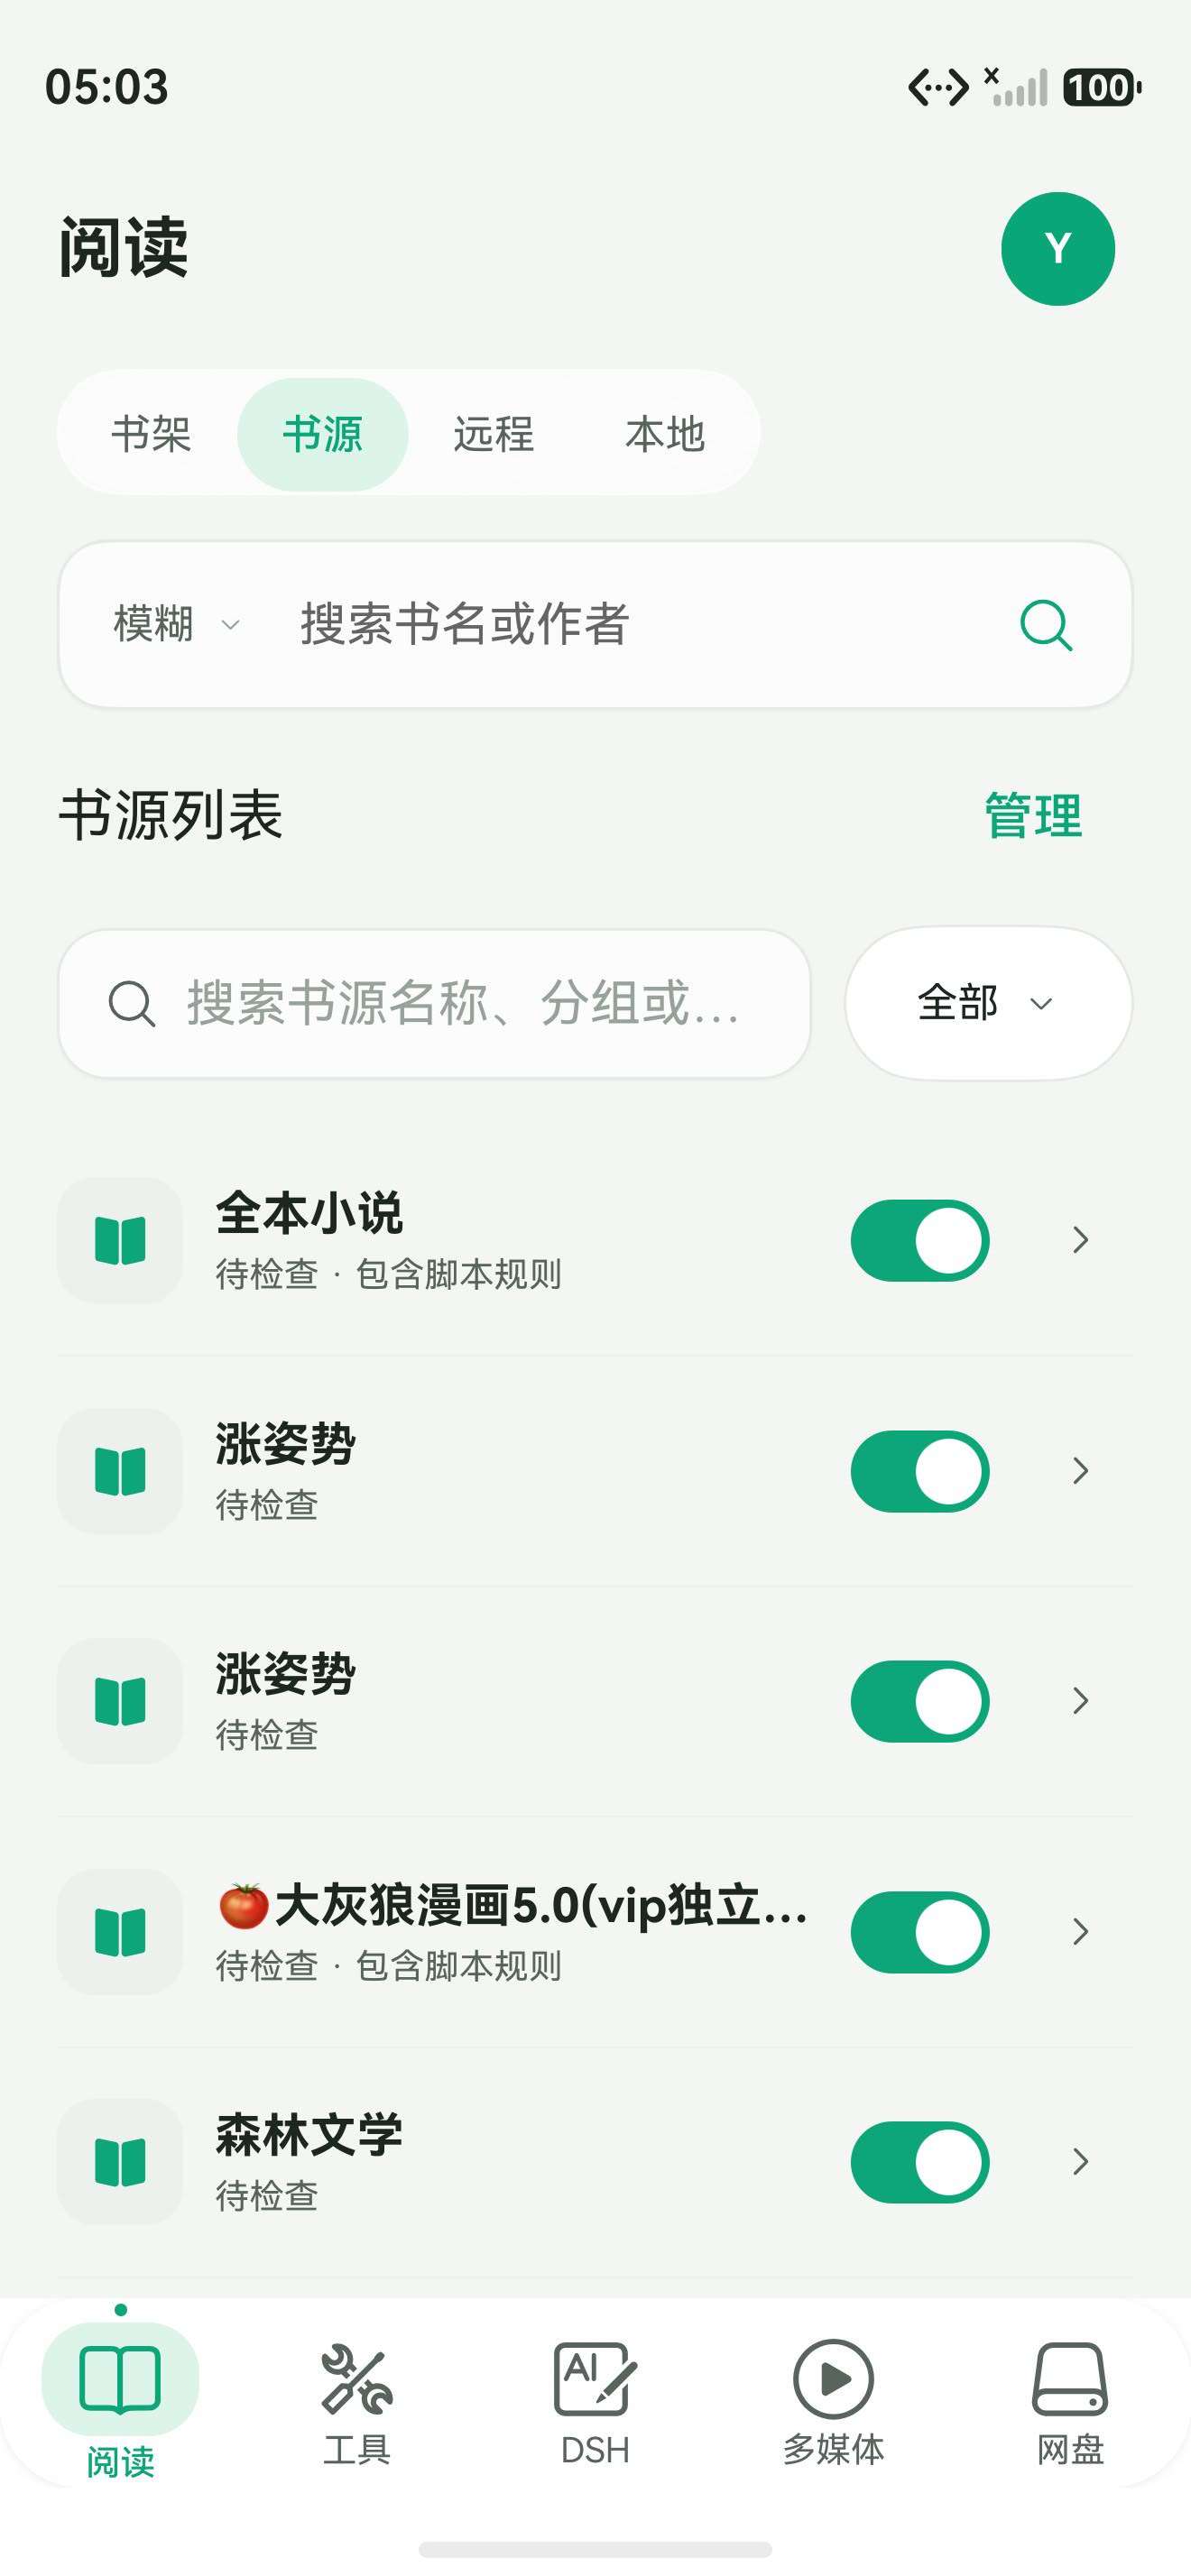 05:03
100
阅读
Y
书架 书源 远程 本地
模糊 搜索书名或作者
书源列表 管理
搜索书源名称、分组或... 全部
全本小说
待检查 · 包含脚本规则
涨姿势
待检查
涨姿势
待检查
🍅大灰狼漫画5.0(vip独立...
待检查 · 包含脚本规则
森林文学
待检查
AI
阅读 工具 DSH 多媒体 网盘